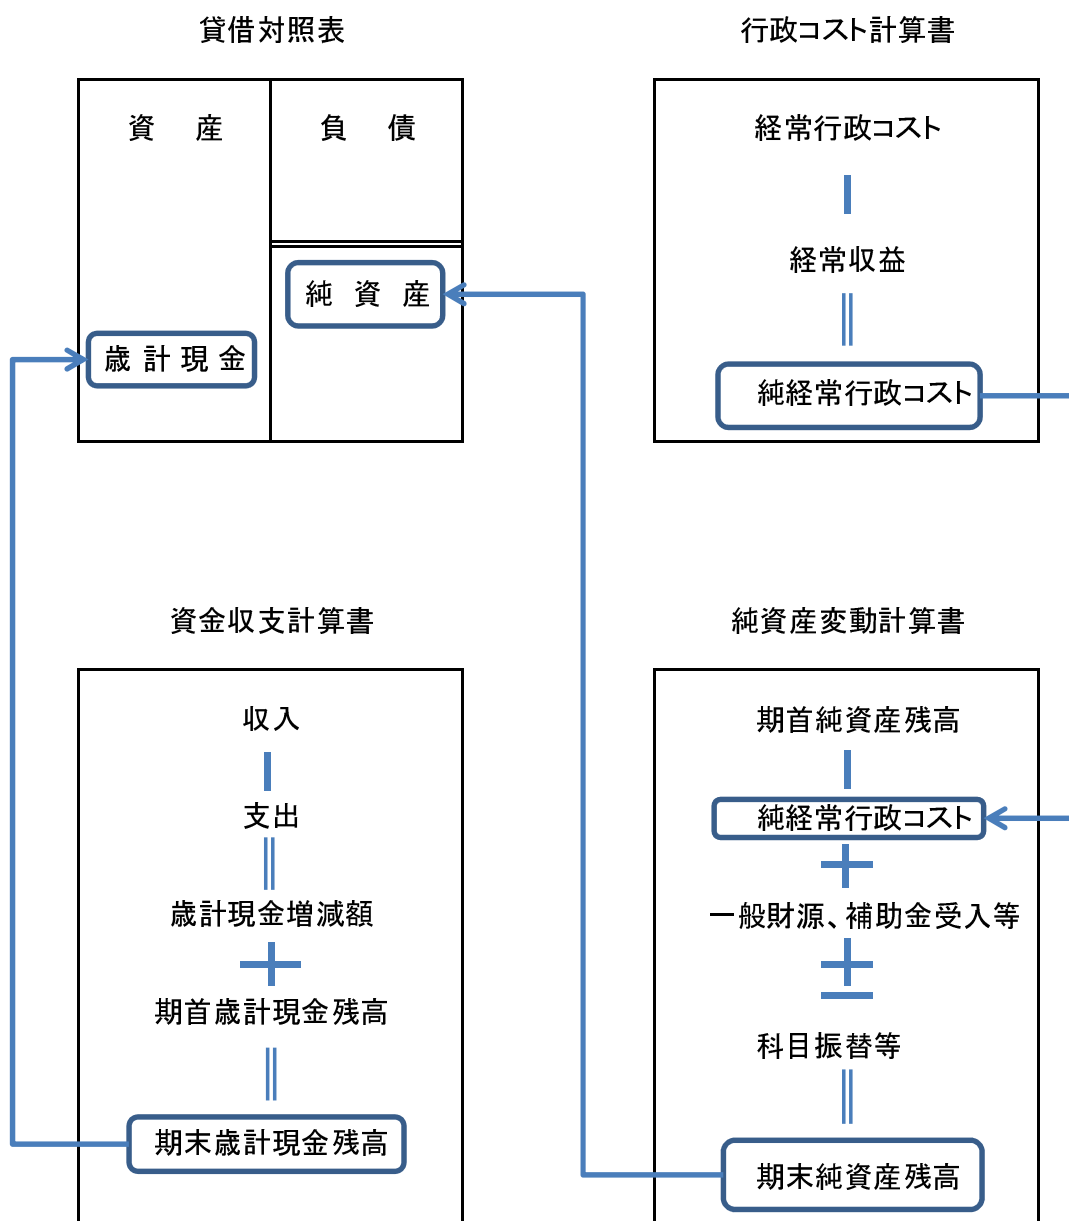 貸借対照表
資　産
負　債
純 資 産
歳 計 現 金
行政コスト計算書
経常行政コスト
経常収益
純経常行政コスト
資金収支計算書
収入
支出
歳計現金増減額
期首歳計現金残高
期末歳計現金残高
純資産変動計算書
期首純資産残高
純経常行政コスト
一般財源、補助金受入等
科目振替等
期末純資産残高